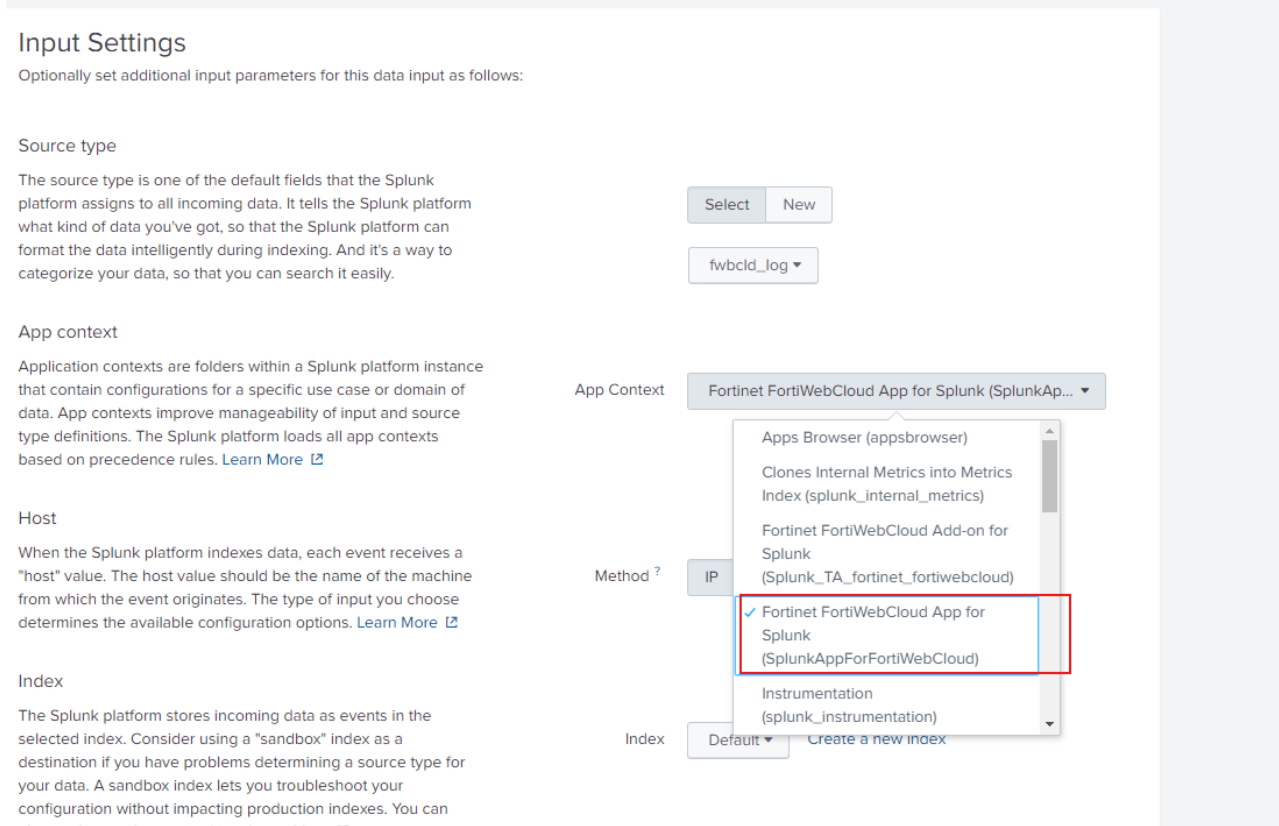 Input Settings
Optionally set additional input parameters for this data input as follows:
Source type
The source type is one of the default fields that the Splunk
platform assigns to all incoming data. It tells the Splunk platform
what kind of data you've got, so that the Splunk platform can
format the data intelligently during indexing. And it's a way to
categorize your data, so that you can search it easily.
Select New
fwbcld_log
App context
Application contexts are folders within a Splunk platform instance
that contain configurations for a specific use case or domain of
data. App contexts improve manageability of input and source
type definitions. The Splunk platform loads all app contexts
based on precedence rules. Learn More
App Context Fortinet FortiWebCloud App for Splunk (SplunkAp...
Apps Browser (appsbrowser)
Clones Internal Metrics into Metrics
Index (splunk_internal_metrics)
Fortinet FortiWebCloud Add-on for
Splunk
(Splunk_TA_fortinet_fortiwebcloud)
Fortinet FortiWebCloud App for
Splunk
(SplunkAppForFortiWebCloud)
Instrumentation
(splunk_instrumentation)
Host
When the Splunk platform indexes data, each event receives a
"host" value. The host value should be the name of the machine
from which the event originates. The type of input you choose
determines the available configuration options. Learn More
Method ? IP
Index
The Splunk platform stores incoming data as events in the
selected index. Consider using a "sandbox" index as a
destination if you have problems determining a source type for
your data. A sandbox index lets you troubleshoot your
configuration without impacting production indexes. You can
Index Default Create a new index